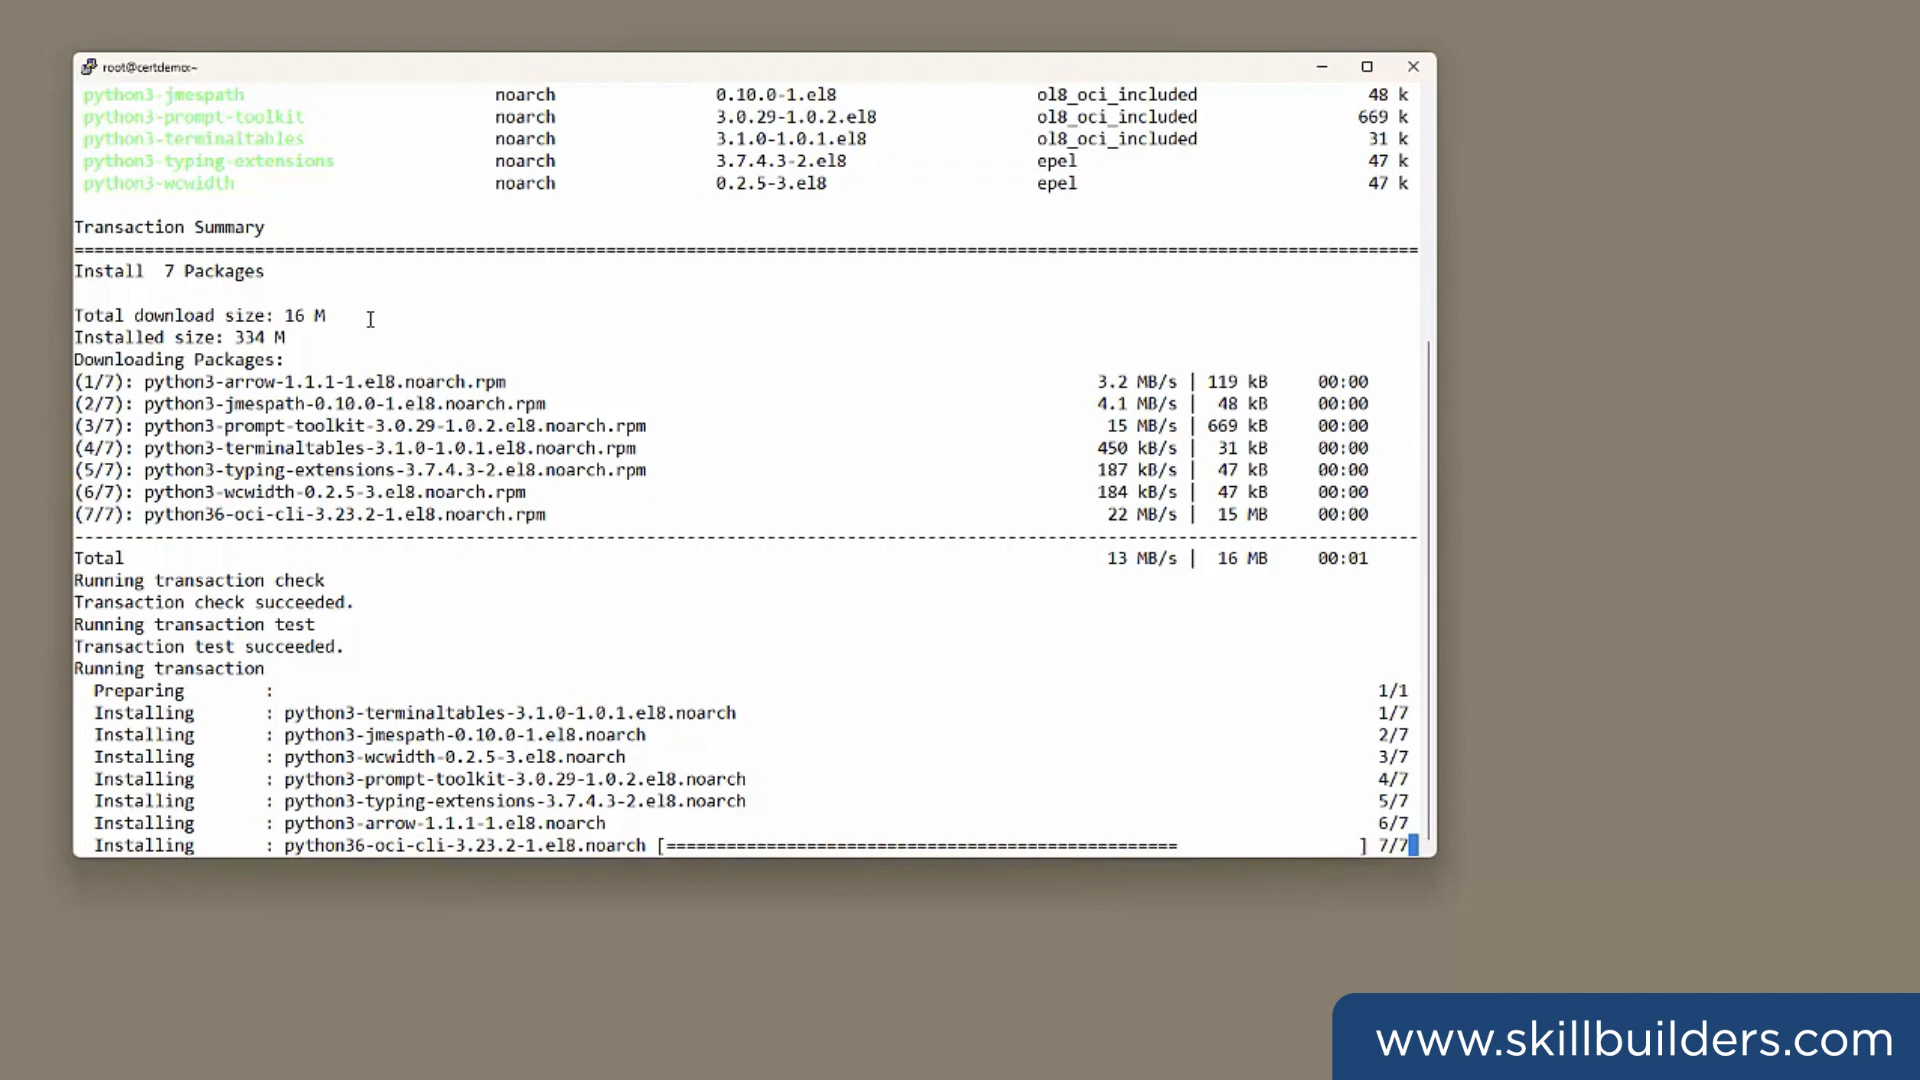 root@certdemo:~
python3-jmespath noarch 0.10.0-1.el8 ol8_oci_included 48 k
python3-prompt-toolkit noarch 3.0.29-1.0.2.el8 ol8_oci_included 669 k
python3-terminaltables noarch 3.1.0-1.0.1.el8 ol8_oci_included 31 k
python3-typing-extensions noarch 3.7.4.3-2.el8 epel 47 k
python3-wcwidth noarch 0.2.5-3.el8 epel 47 k
Transaction Summary
================================================================================
Install 7 Packages
Total download size: 16 M
Installed size: 334 M
Downloading Packages:
(1/7): python3-arrow-1.1.1-1.el8.noarch.rpm 3.2 MB/s | 119 kB 00:00
(2/7): python3-jmespath-0.10.0-1.el8.noarch.rpm 4.1 MB/s | 48 kB 00:00
(3/7): python3-prompt-toolkit-3.0.29-1.0.2.el8.noarch.rpm 15 MB/s | 669 kB 00:00
(4/7): python3-terminaltables-3.1.0-1.0.1.el8.noarch.rpm 450 kB/s | 31 kB 00:00
(5/7): python3-typing-extensions-3.7.4.3-2.el8.noarch.rpm 187 kB/s | 47 kB 00:00
(6/7): python3-wcwidth-0.2.5-3.el8.noarch.rpm 184 kB/s | 47 kB 00:00
(7/7): python36-oci-cli-3.23.2-1.el8.noarch.rpm 22 MB/s | 15 MB 00:00
--------------------------------------------------------------------------------
Total 13 MB/s | 16 MB 00:01
Running transaction check
Transaction check succeeded.
Running transaction test
Transaction test succeeded.
Running transaction
Preparing : 1/1
Installing : python3-terminaltables-3.1.0-1.0.1.el8.noarch 1/7
Installing : python3-jmespath-0.10.0-1.el8.noarch 2/7
Installing : python3-wcwidth-0.2.5-3.el8.noarch 3/7
Installing : python3-prompt-toolkit-3.0.29-1.0.2.el8.noarch 4/7
Installing : python3-typing-extensions-3.7.4.3-2.el8.noarch 5/7
Installing : python3-arrow-1.1.1-1.el8.noarch 6/7
Installing : python36-oci-cli-3.23.2-1.el8.noarch [=================================================== ] 7/7
www.skillbuilders.com